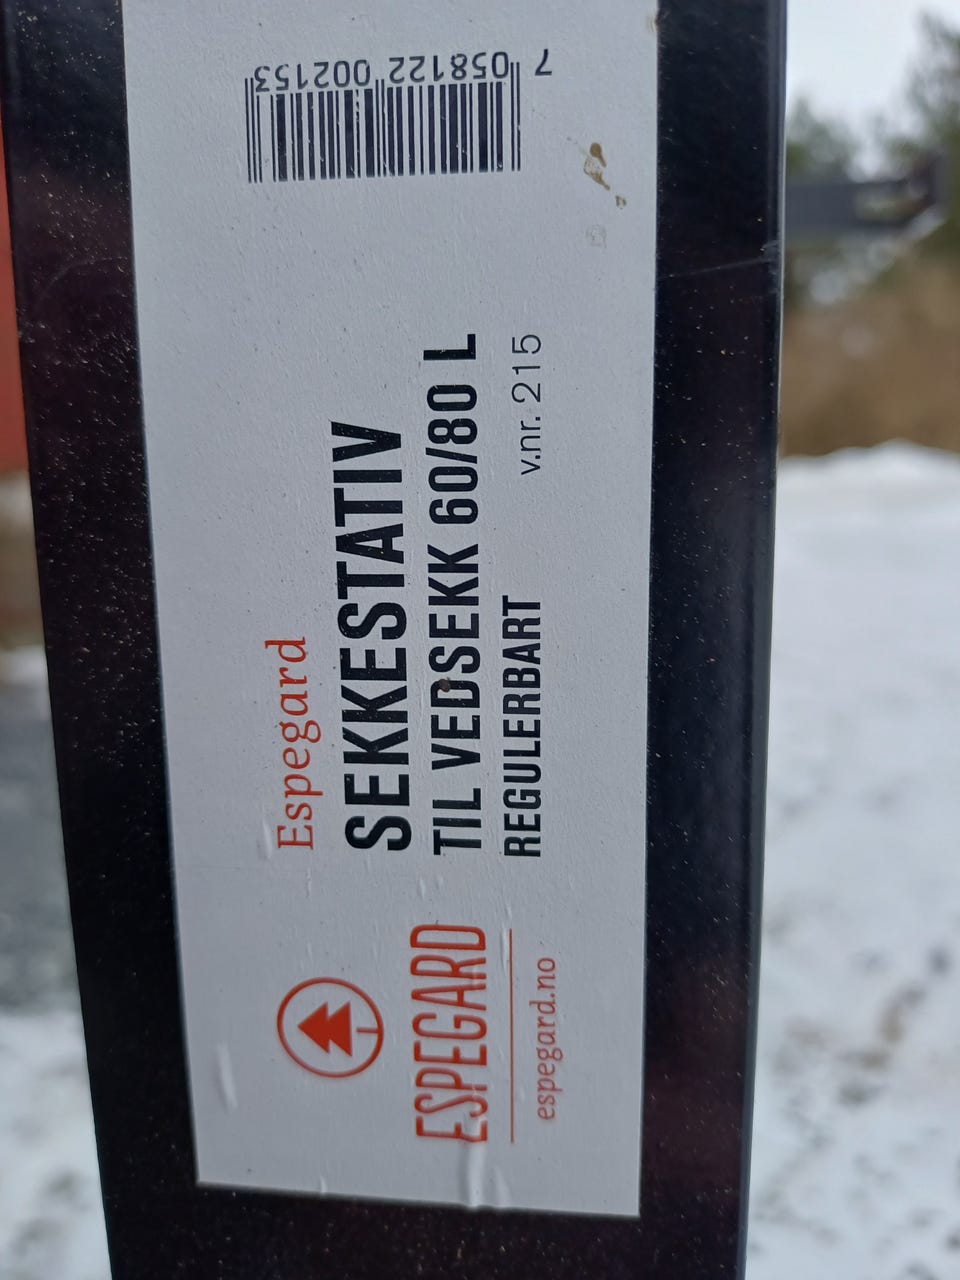 Espegard
SEKKESTATIV
TIL VEDSEKK 60/80 L
REGULERBART
v.nr. 215
ESPEGARD
espegard.no
7 058122 002153